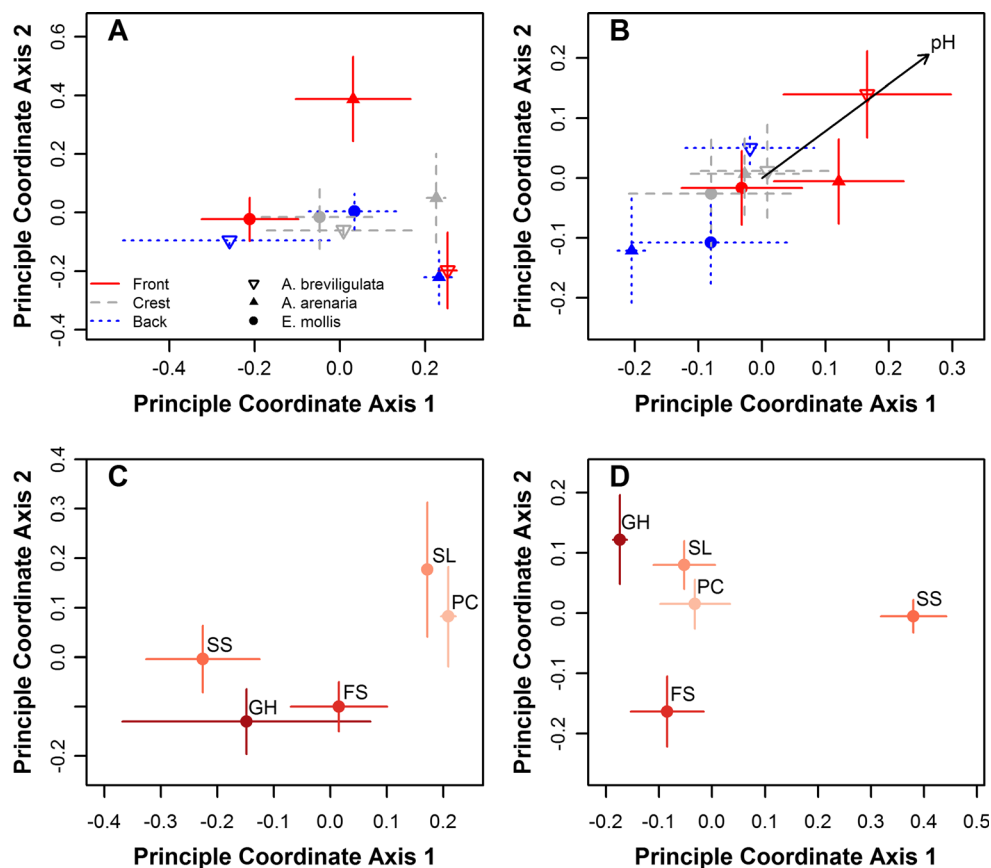 A
Principle Coordinate Axis 2
0.6
0.4
0.2
0.0
-0.2
-0.4
Front
Crest
Back
A. breviligulata
A. arenaria
E. mollis
-0.4
-0.2
0.0
0.2
Principle Coordinate Axis 1
B
pH
Principle Coordinate Axis 2
0.2
0.1
0.0
-0.1
-0.2
-0.2
-0.1
0.0
0.1
0.2
0.3
Principle Coordinate Axis 1
C
Principle Coordinate Axis 2
0.4
0.3
0.2
0.1
0.0
-0.2
SL
PC
SS
FS
GH
-0.4
-0.3
-0.2
-0.1
0.0
0.1
0.2
Principle Coordinate Axis 1
D
Principle Coordinate Axis 2
0.2
0.1
0.0
-0.1
-0.2
GH
SL
PC
SS
FS
-0.2
-0.1
0.0
0.1
0.2
0.3
0.4
0.5
Principle Coordinate Axis 1